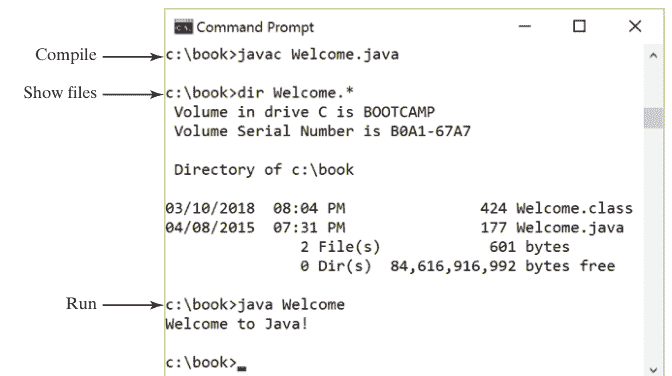 Command Prompt
Compile c:\book>javac Welcome.java
Show files c:\book>dir Welcome.*
Volume in drive C is BOOTCAMP
Volume Serial Number is B0A1-67A7
Directory of c:\book
03/10/2018 08:04 PM 424 Welcome.class
04/08/2015 07:31 PM 177 Welcome.java
2 File(s) 601 bytes
0 Dir(s) 84,616,916,992 bytes free
Run c:\book>java Welcome
Welcome to Java!
c:\book>_